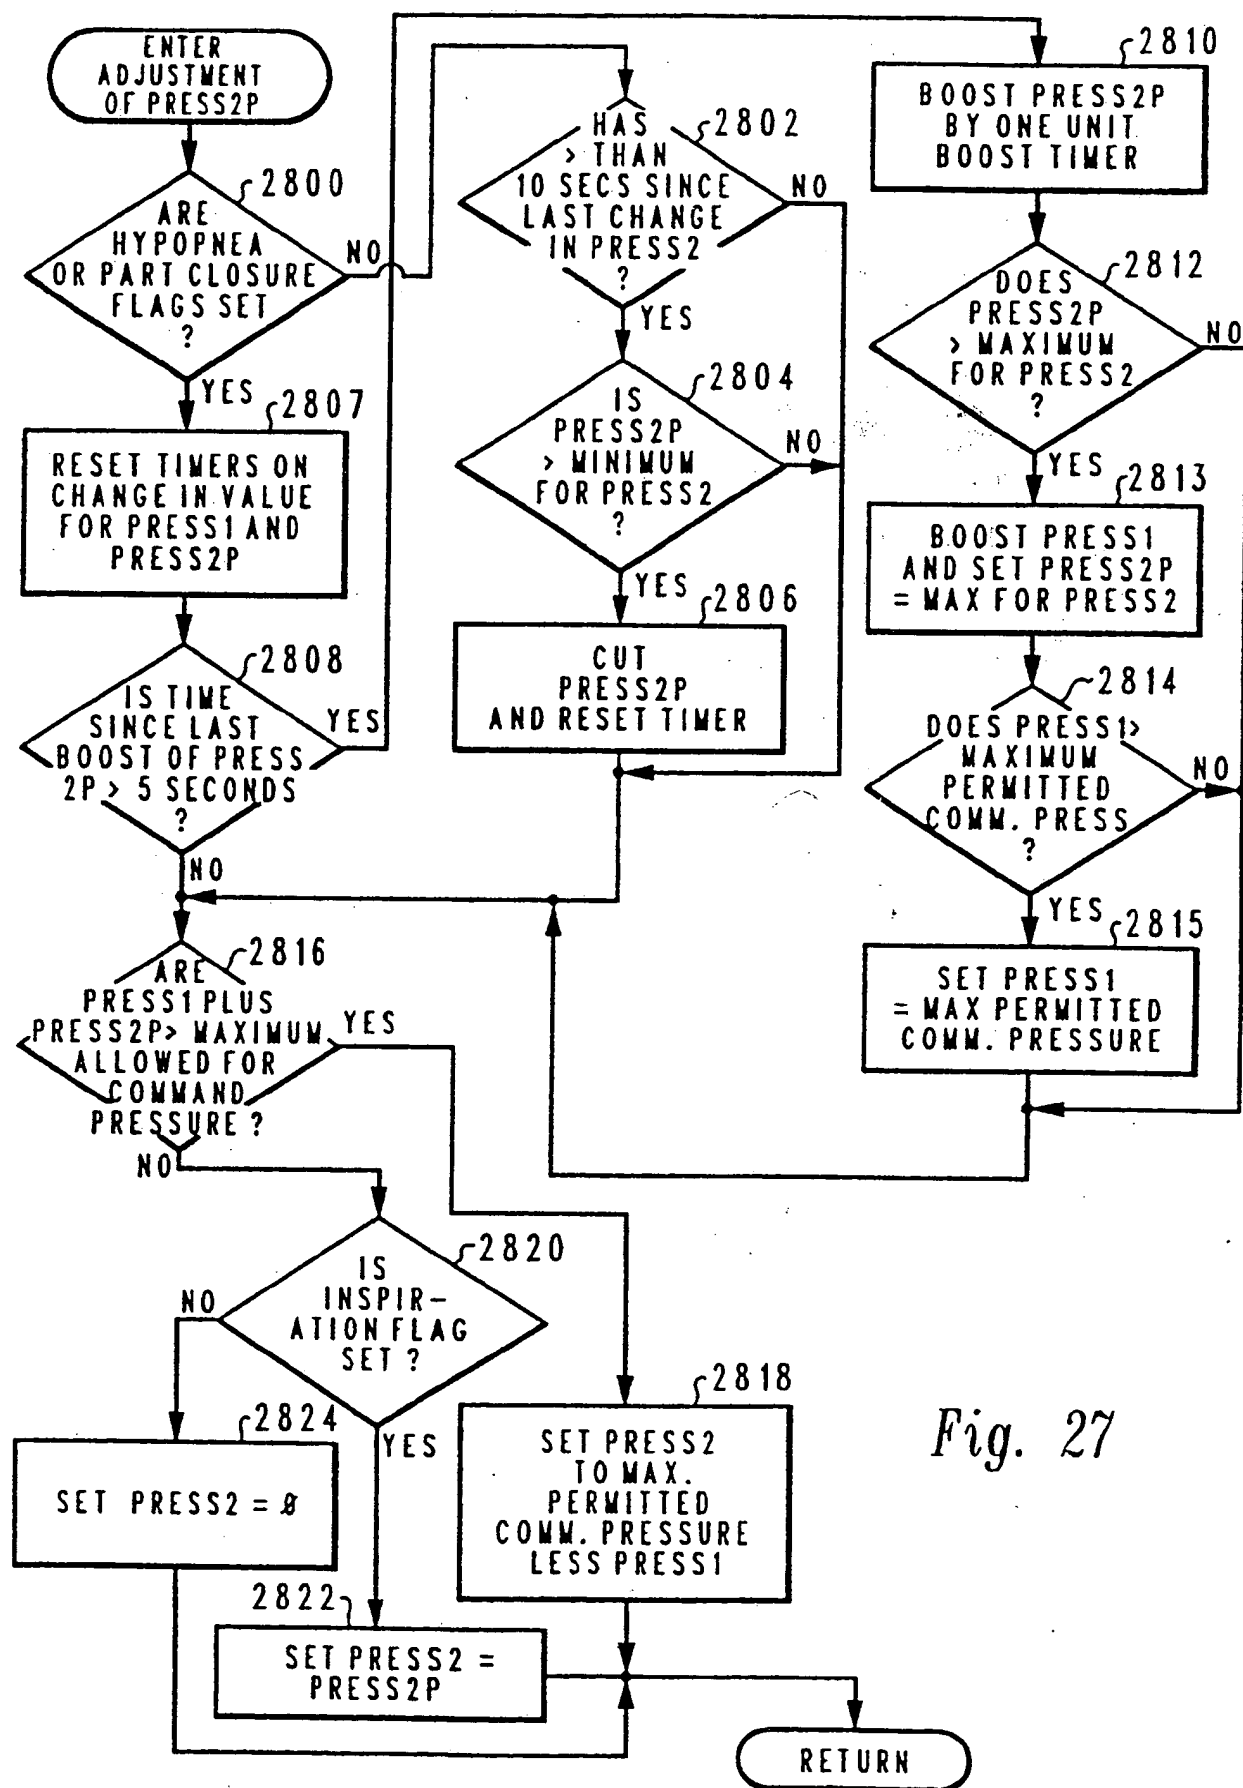 ENTER
ADJUSTMENT
OF PRESS2P
2800
ARE
HYPOPNEA
OR PART CLOSURE
FLAGS SET
?
NO
YES
2807
RESET TIMERS ON
CHANGE IN VALUE
FOR PRESS1 AND
PRESS2P
2808
IS TIME
SINCE LAST
BOOST OF PRESS
2P > 5 SECONDS
?
YES
NO
2802
HAS
> THAN
10 SECS SINCE
LAST CHANGE
IN PRESS2
?
NO
YES
2804
IS
PRESS2P
> MINIMUM
FOR PRESS2
?
NO
YES
2806
CUT
PRESS2P
AND RESET TIMER
2810
BOOST PRESS2P
BY ONE UNIT
BOOST TIMER
2812
DOES
PRESS2P
> MAXIMUM
FOR PRESS2
?
NO
YES
2813
BOOST PRESS1
AND SET PRESS2P
= MAX FOR PRESS2
2814
DOES PRESS1>
MAXIMUM
PERMITTED
COMM. PRESS
?
NO
YES
2815
SET PRESS1
= MAX PERMITTED
COMM. PRESSURE
2816
ARE
PRESS1 PLUS
PRESS2P> MAXIMUM
ALLOWED FOR
COMMAND
PRESSURE ?
YES
NO
2820
IS
INSPIR-
ATION FLAG
SET ?
NO
YES
2824
SET PRESS2 = 0
2822
SET PRESS2 =
PRESS2P
2818
SET PRESS2
TO MAX.
PERMITTED
COMM. PRESSURE
LESS PRESS1
RETURN
Fig. 27